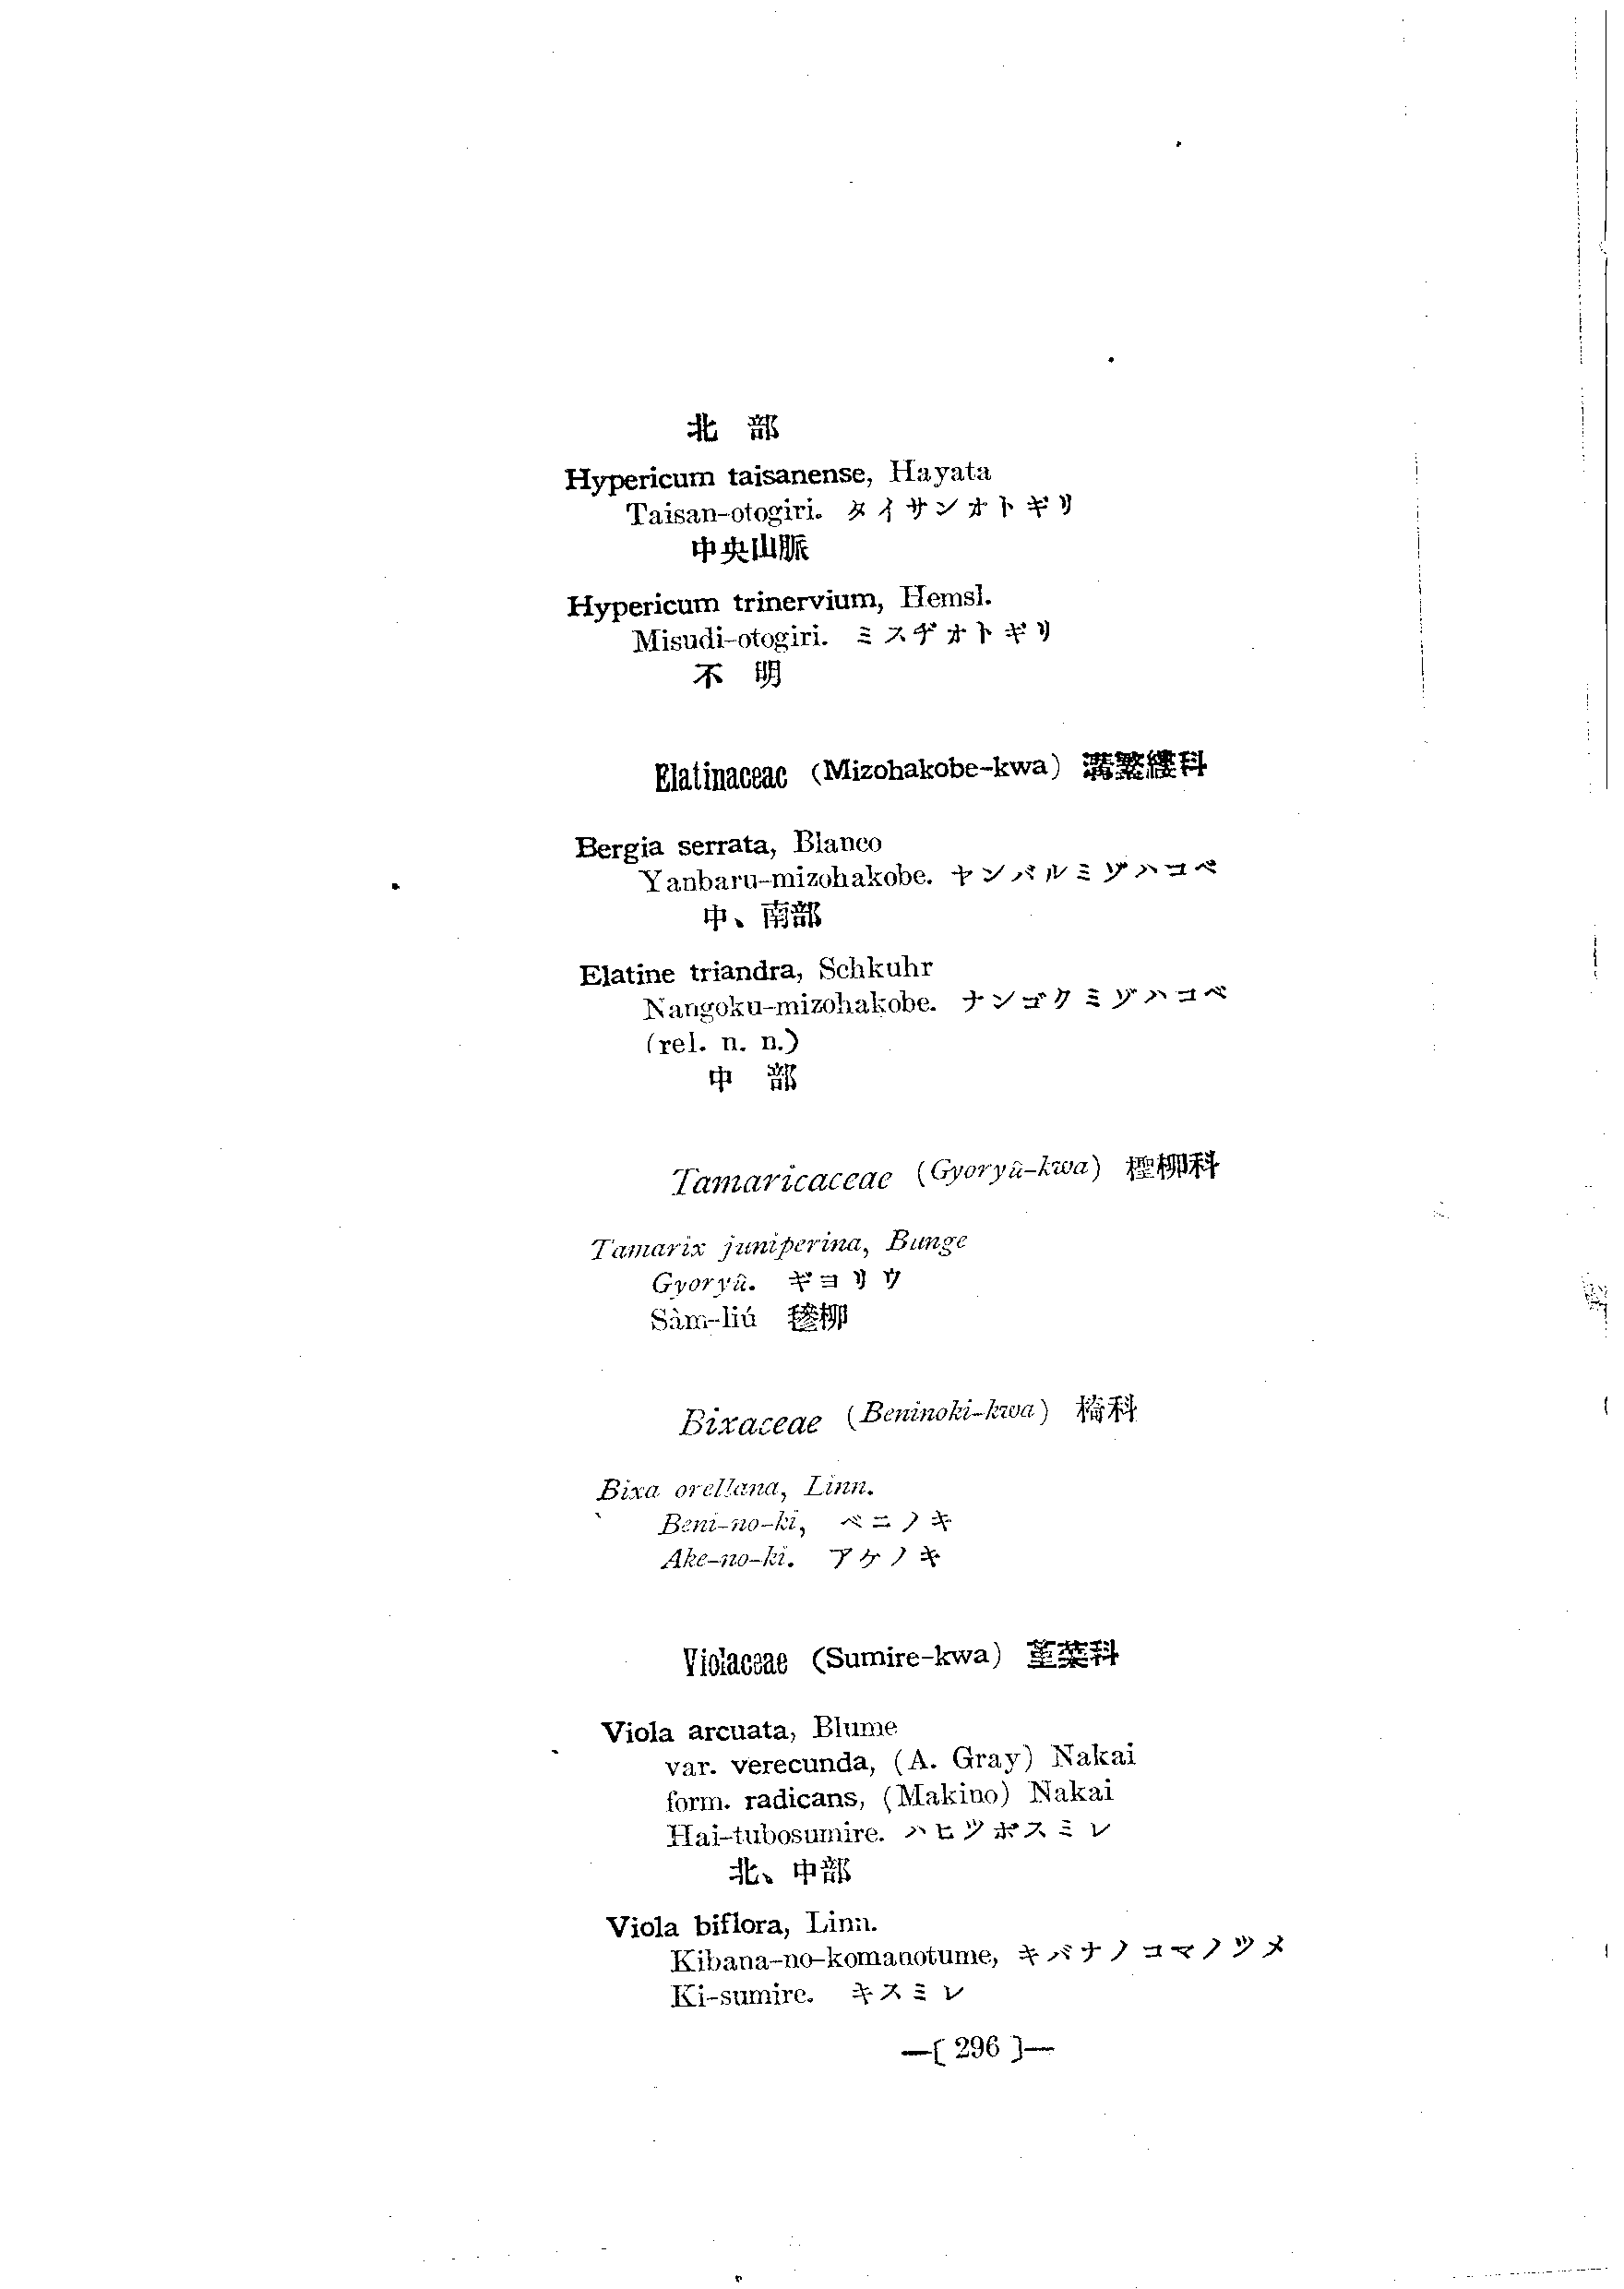 北 部
Hypericum taisanense, Hayata
Taisan-otogiri. タイサンオトギリ
中央山脈
Hypericum trinervium, Hemsl.
Misudi-otogiri. ミスヂオトギリ
不 明
Elatinaceae (Mizohakobe-kwa) 溝繁縷科
Bergia serrata, Blanco
Yanbaru-mizohakobe. ヤンバルミゾハコベ
中、南部
Elatine triandra, Schkuhr
Nangoku-mizohakobe. ナンゴクミゾハコベ
(rel. n. n.)
中 部
Tamaricaceae (Gyoryû-kwa) 檉柳科
Tamarix juniperina, Bunge
Gyoryû. ギヨリウ
Sàm-liú 毿柳
Bixaceae (Beninoki-kwa) 科
Bixa orellana, Linn.
Beni-no-ki, ベニノキ
Ake-no-ki. アケノキ
Violaceae (Sumire-kwa) 菫菜科
Viola arcuata, Blume
var. verecunda, (A. Gray) Nakai
form. radicans, (Makino) Nakai
Hai-tubosumire. ハヒツボスミレ
北、中部
Viola biflora, Linn.
Kibana-no-komanotume, キバナノコマノツメ
Ki-sumire. キスミレ
—[ 296 ]—